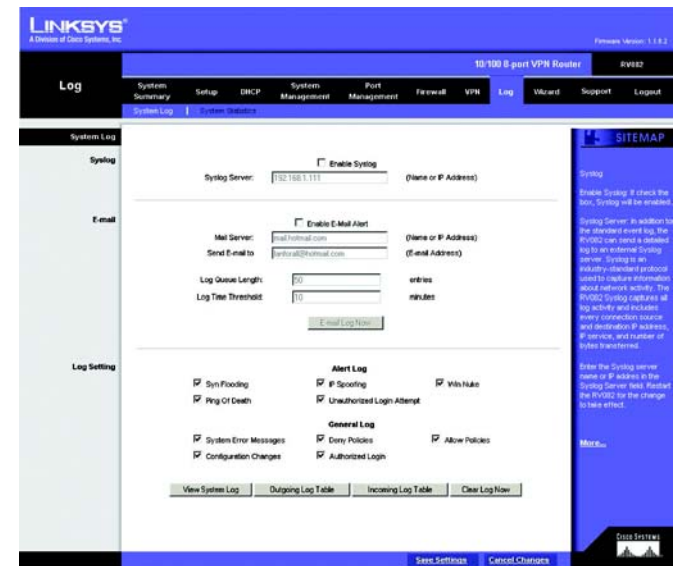 LINKSYS®
A Division of Cisco Systems, Inc.
Firmware Version: 1.1.6.2
10/100 8-port VPN Router RV082
Log
System Summary Setup DHCP System Management Port Management Firewall VPN Log Wizard Support Logout
System Log | System Statistics
System Log
SITEMAP
Syslog
Enable Syslog
Syslog Server: 192.168.1.111 (Name or IP Address)
E-mail
Enable E-Mail Alert
Mail Server: mail.hotmail.com (Name or IP Address)
Send E-mail to (E-mail Address)
Log Queue Length: 50 entries
Log Time Threshold: 10 minutes
E-mail Log Now
Log Setting
Alert Log
Syn Flooding IP Spoofing Win Nuke
Ping Of Death Unauthorized Login Attempt
General Log
System Error Messages Deny Policies Allow Policies
Configuration Changes Authorized Login
View System Log Outgoing Log Table Incoming Log Table Clear Log Now
Syslog
Enable Syslog: If check the
box, Syslog will be enabled.
Syslog Server: in addition to
the standard event log, the
RV082 can send a detailed
log to an external Syslog
server. Syslog is an
industry-standard protocol
used to capture information
about network activity. The
RV082 Syslog captures all
log activity and includes
every connection source
and destination IP address,
IP service, and number of
bytes transferred.
Enter the Syslog server
name or IP addres in the
Syslog Server field. Restart
the RV082 for the change
to take effect.
More...
Save Settings Cancel Changes
CISCO SYSTEMS